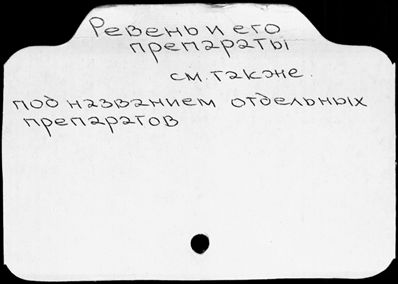 Ревень и его
препараты
см. также.
под названием отдельных
препаратов